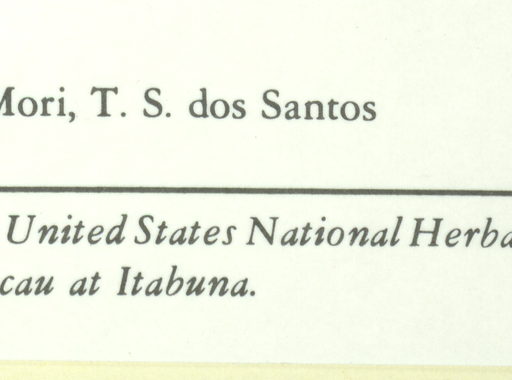 Mori, T. S. dos Santos
United States National Herba
cau at Itabuna.